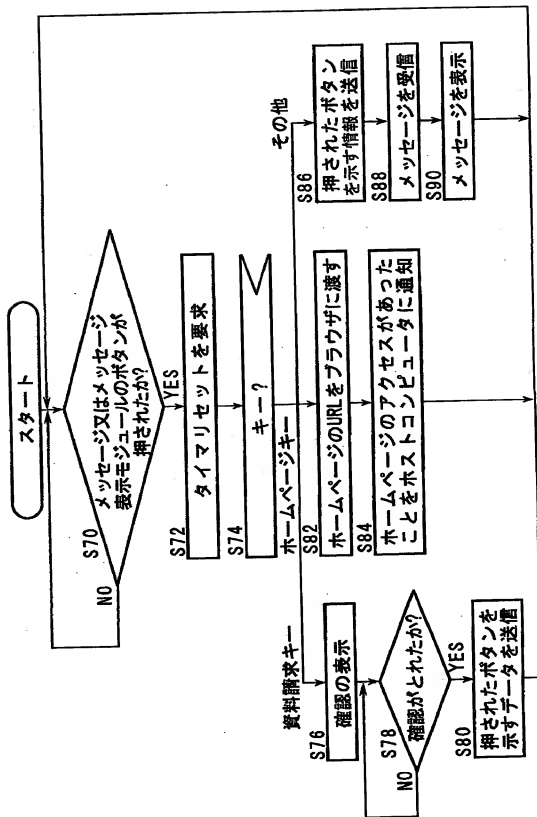 スタート
S70
メッセージ又はメッセージ
表示モジュールのボタンが
押されたか?
NO
YES
S72
タイマリセットを要求
S74
キー?
資料請求キー
ホームページキー
その他
S76
確認の表示
S78
確認がとれたか?
NO
YES
S80
押されたボタンを
示すデータを送信
S82
ホームページのURLをブラウザに渡す
S84
ホームページのアクセスがあった
ことをホストコンピュータに通知
S86
押されたボタン
を示す情報を送信
S88
メッセージを受信
S90
メッセージを表示